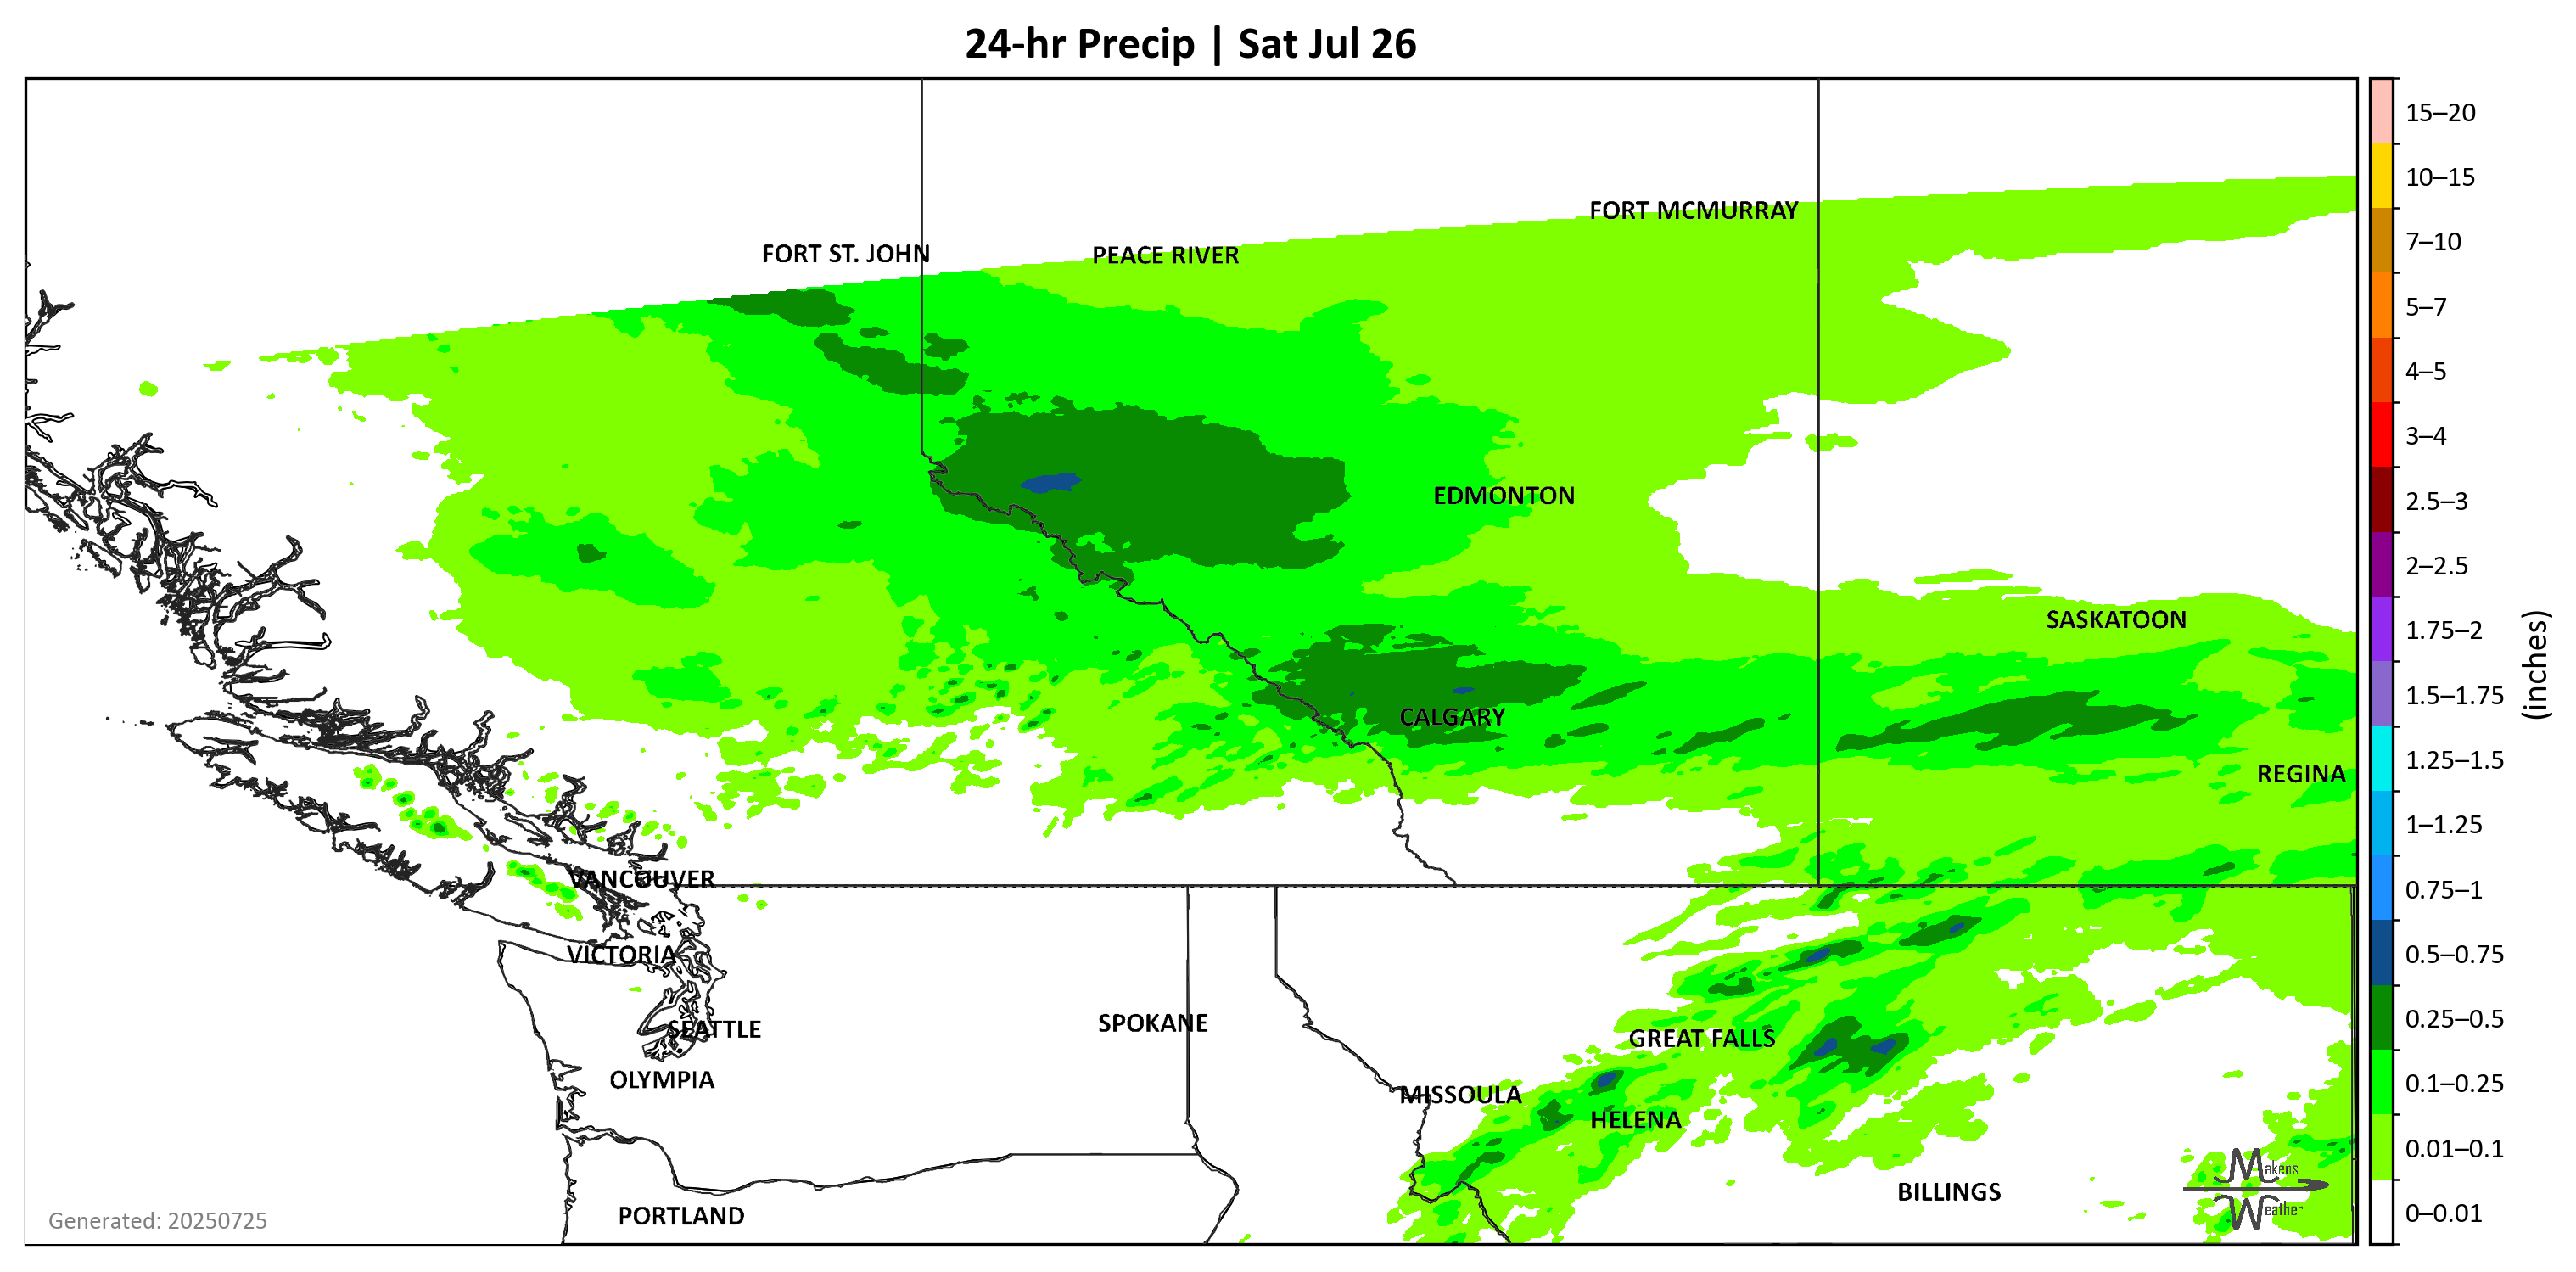 24-hr Precip | Sat Jul 26
FORT MCMURRAY
FORT ST. JOHN
PEACE RIVER
EDMONTON
SASKATOON
CALGARY
REGINA
VANCOUVER
VICTORIA
SPOKANE
SEATTLE
GREAT FALLS
OLYMPIA
MISSOULA
HELENA
BILLINGS
PORTLAND
Makens
Weather
Generated: 20250725
15–20
10–15
7–10
5–7
4–5
3–4
2.5–3
2–2.5
1.75–2
1.5–1.75
1.25–1.5
1–1.25
0.75–1
0.5–0.75
0.25–0.5
0.1–0.25
0.01–0.1
0–0.01
(inches)